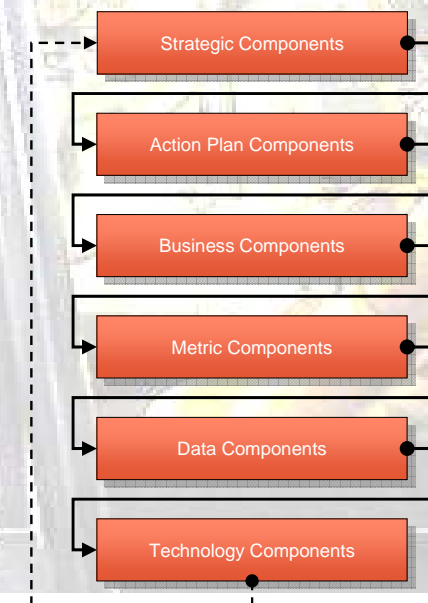 Strategic Components
Action Plan Components
Business Components
Metric Components
Data Components
Technology Components